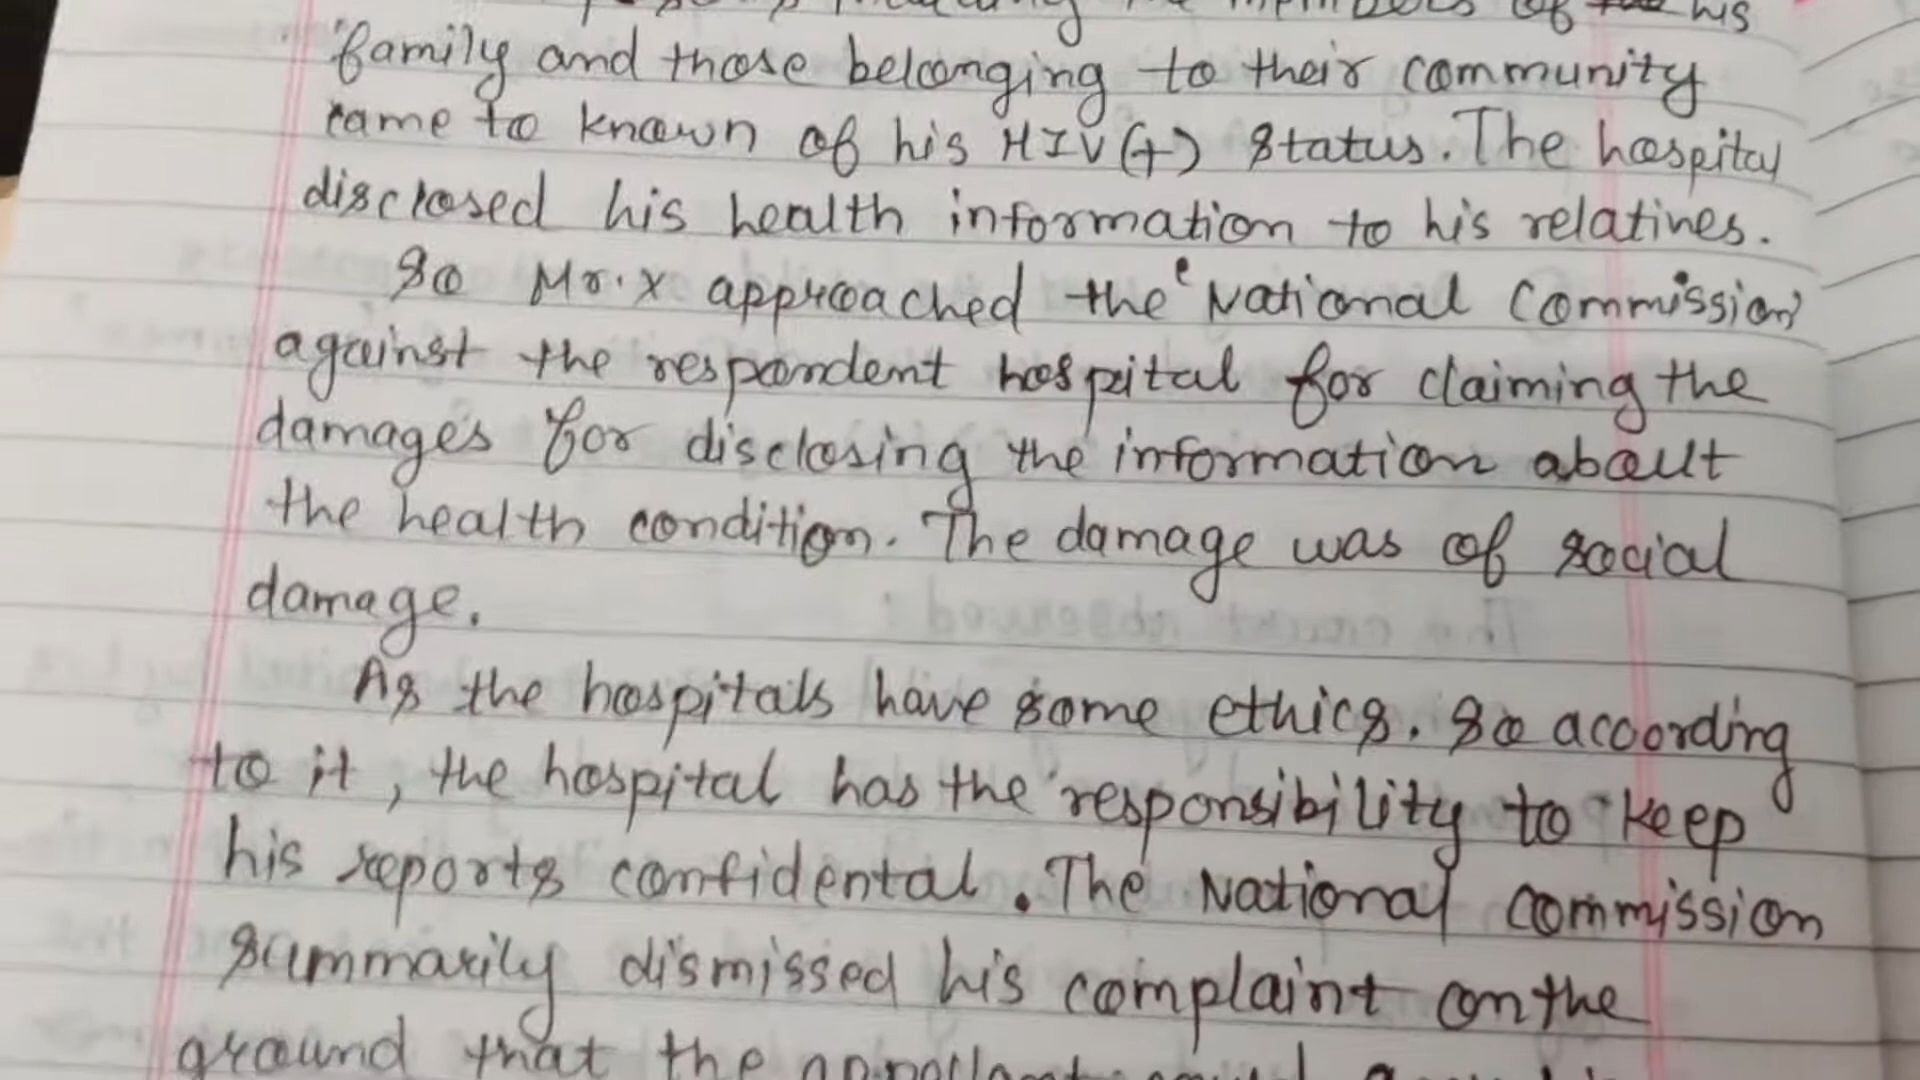 members of his
family and those belonging to their community
came to known of his HIV(+) status. The hospital
disclosed his health information to his relatives.
So Mr. X approached the 'National Commission'
against the respondent hospital for claiming the
damages for disclosing the information about
the health condition. The damage was of social
damage.
As the hospitals have some ethics. So according
to it, the hospital has the responsibility to keep
his reports confidental. The National Commission
summarily dismissed his complaint on the
ground that the appellant